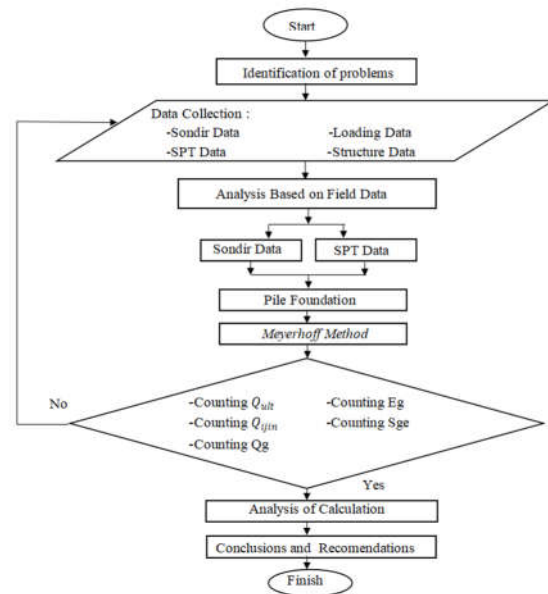 Start
Identification of problems
Data Collection :
-Sondir Data -Loading Data
-SPT Data -Structure Data
Analysis Based on Field Data
Sondir Data SPT Data
Pile Foundation
Meyerhoff Method
No
-Counting Qult -Counting Eg
-Counting Qijin -Counting Sge
-Counting Qg
Yes
Analysis of Calculation
Conclusions and Recomendations
Finish